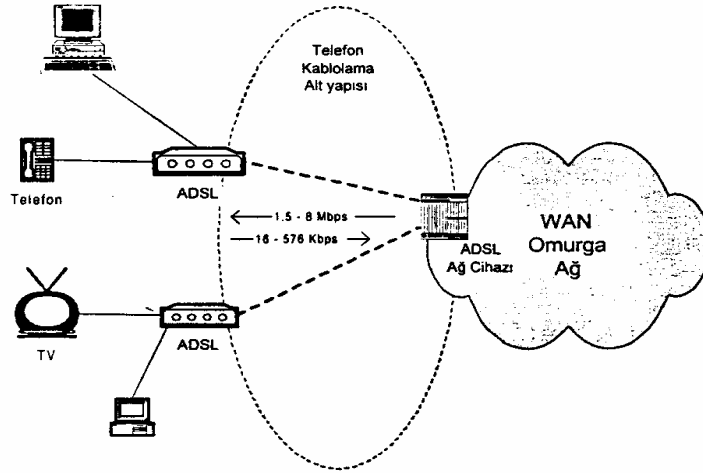 Telefon
Kablolama
Alt yapısı
Telefon
ADSL
1.5 - 8 Mbps
16 - 576 Kbps
ADSL
Ağ Cihazı
WAN
Omurga
Ağ
TV
ADSL